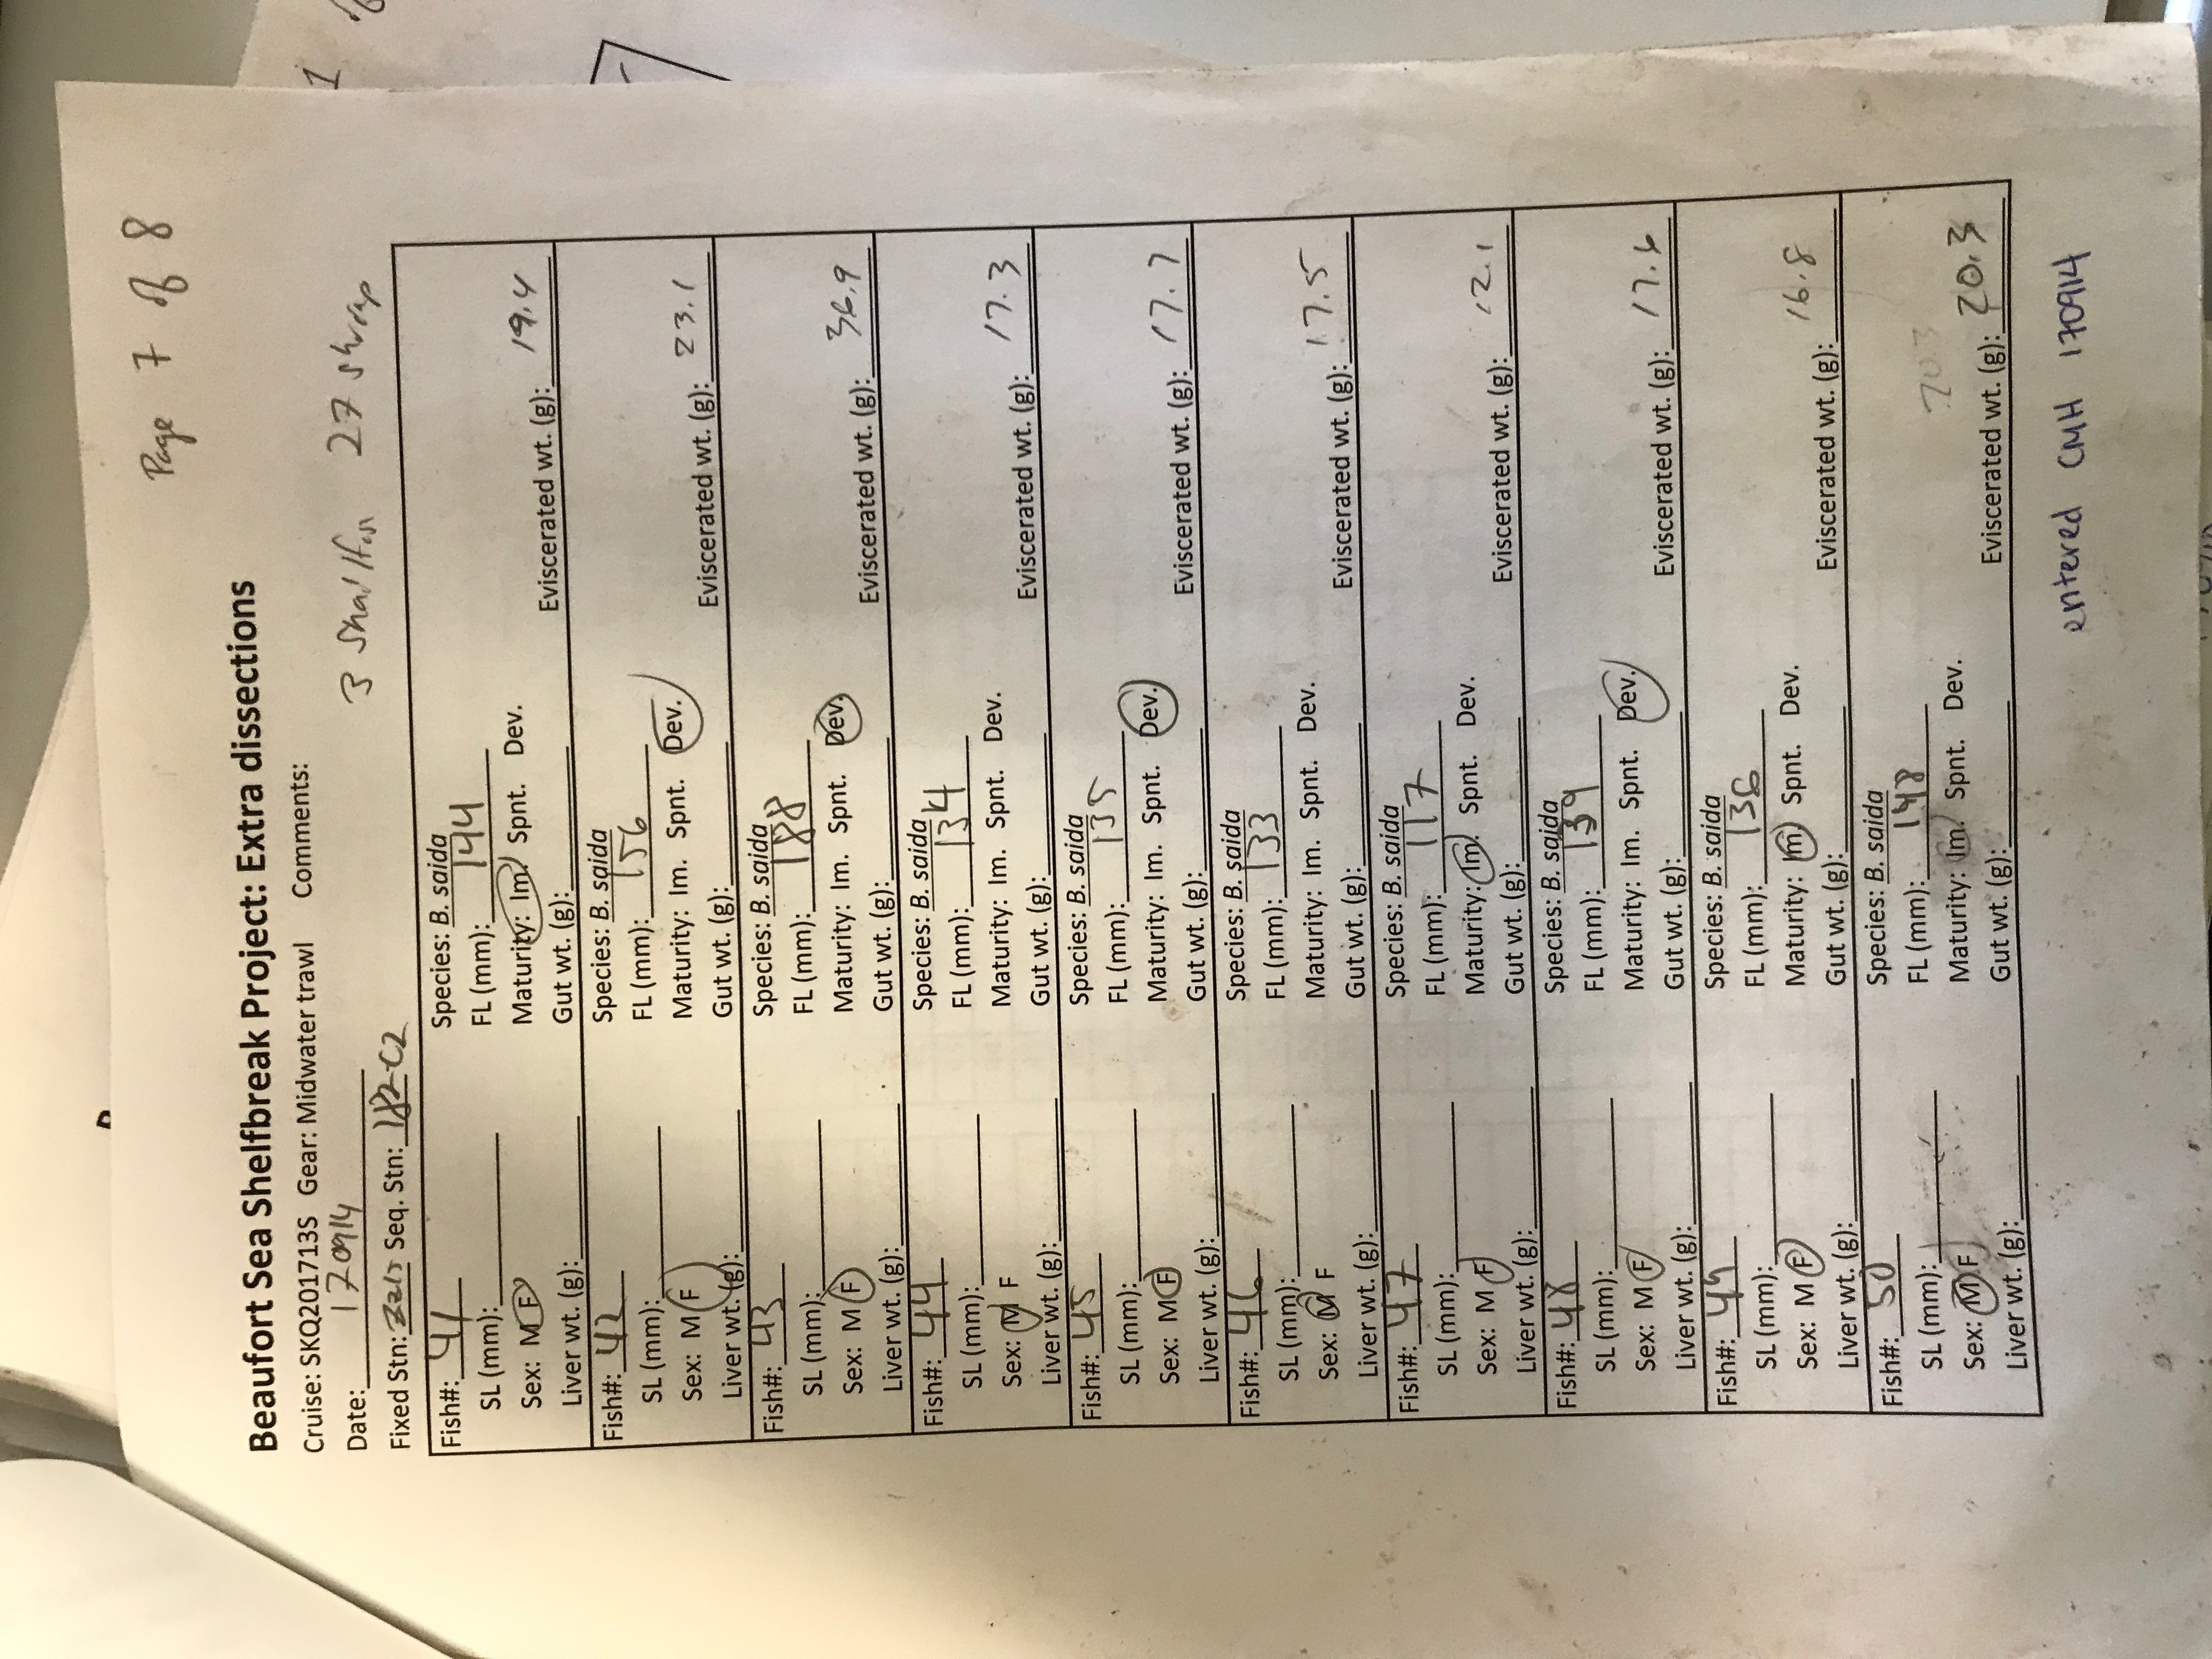 Page 7 of 8
Beaufort Sea Shelfbreak Project: Extra dissections
Cruise: SKQ201713S Gear: Midwater trawl Comments:
Date: 170914 3 27
Fixed Stn: Seq. Stn: 182-C2
Fish#: 41 Species: B. saida
SL (mm): FL (mm): 144
Sex: M F Maturity: Im. Spnt. Dev.
Liver wt. (g): Gut wt. (g): Eviscerated wt. (g): 19.4
Fish#: 42 Species: B. saida
SL (mm): FL (mm): 156
Sex: M F Maturity: Im. Spnt. Dev.
Liver wt. (g): Gut wt. (g): Eviscerated wt. (g): 23.1
Fish#: 43 Species: B. saida
SL (mm): FL (mm): 188
Sex: M F Maturity: Im. Spnt. Dev.
Liver wt. (g): Gut wt. (g): Eviscerated wt. (g): 36.9
Fish#: 44 Species: B. saida
SL (mm): FL (mm): 134
Sex: M F Maturity: Im. Spnt. Dev.
Liver wt. (g): Gut wt. (g): Eviscerated wt. (g): 17.3
Fish#: 45 Species: B. saida
SL (mm): FL (mm): 135
Sex: M F Maturity: Im. Spnt. Dev.
Liver wt. (g): Gut wt. (g): Eviscerated wt. (g): 17.7
Fish#: 46 Species: B. saida
SL (mm): FL (mm): 133
Sex: M F Maturity: Im. Spnt. Dev.
Liver wt. (g): Gut wt. (g): Eviscerated wt. (g): 17.5
Fish#: 47 Species: B. saida
SL (mm): FL (mm): 117
Sex: M F Maturity: Im. Spnt. Dev.
Liver wt. (g): Gut wt. (g): Eviscerated wt. (g): 12.1
Fish#: 48 Species: B. saida
SL (mm): FL (mm): 139
Sex: M F Maturity: Im. Spnt. Dev.
Liver wt. (g): Gut wt. (g): Eviscerated wt. (g): 17.6
Fish#: 49 Species: B. saida
SL (mm): FL (mm): 136
Sex: M F Maturity: Im. Spnt. Dev.
Liver wt. (g): Gut wt. (g): Eviscerated wt. (g): 16.8
Fish#: 50 Species: B. saida
SL (mm): FL (mm): 148 20.3
Sex: M F Maturity: Im. Spnt. Dev.
Liver wt. (g): Gut wt. (g): Eviscerated wt. (g): 20.3
entered CMH 170914